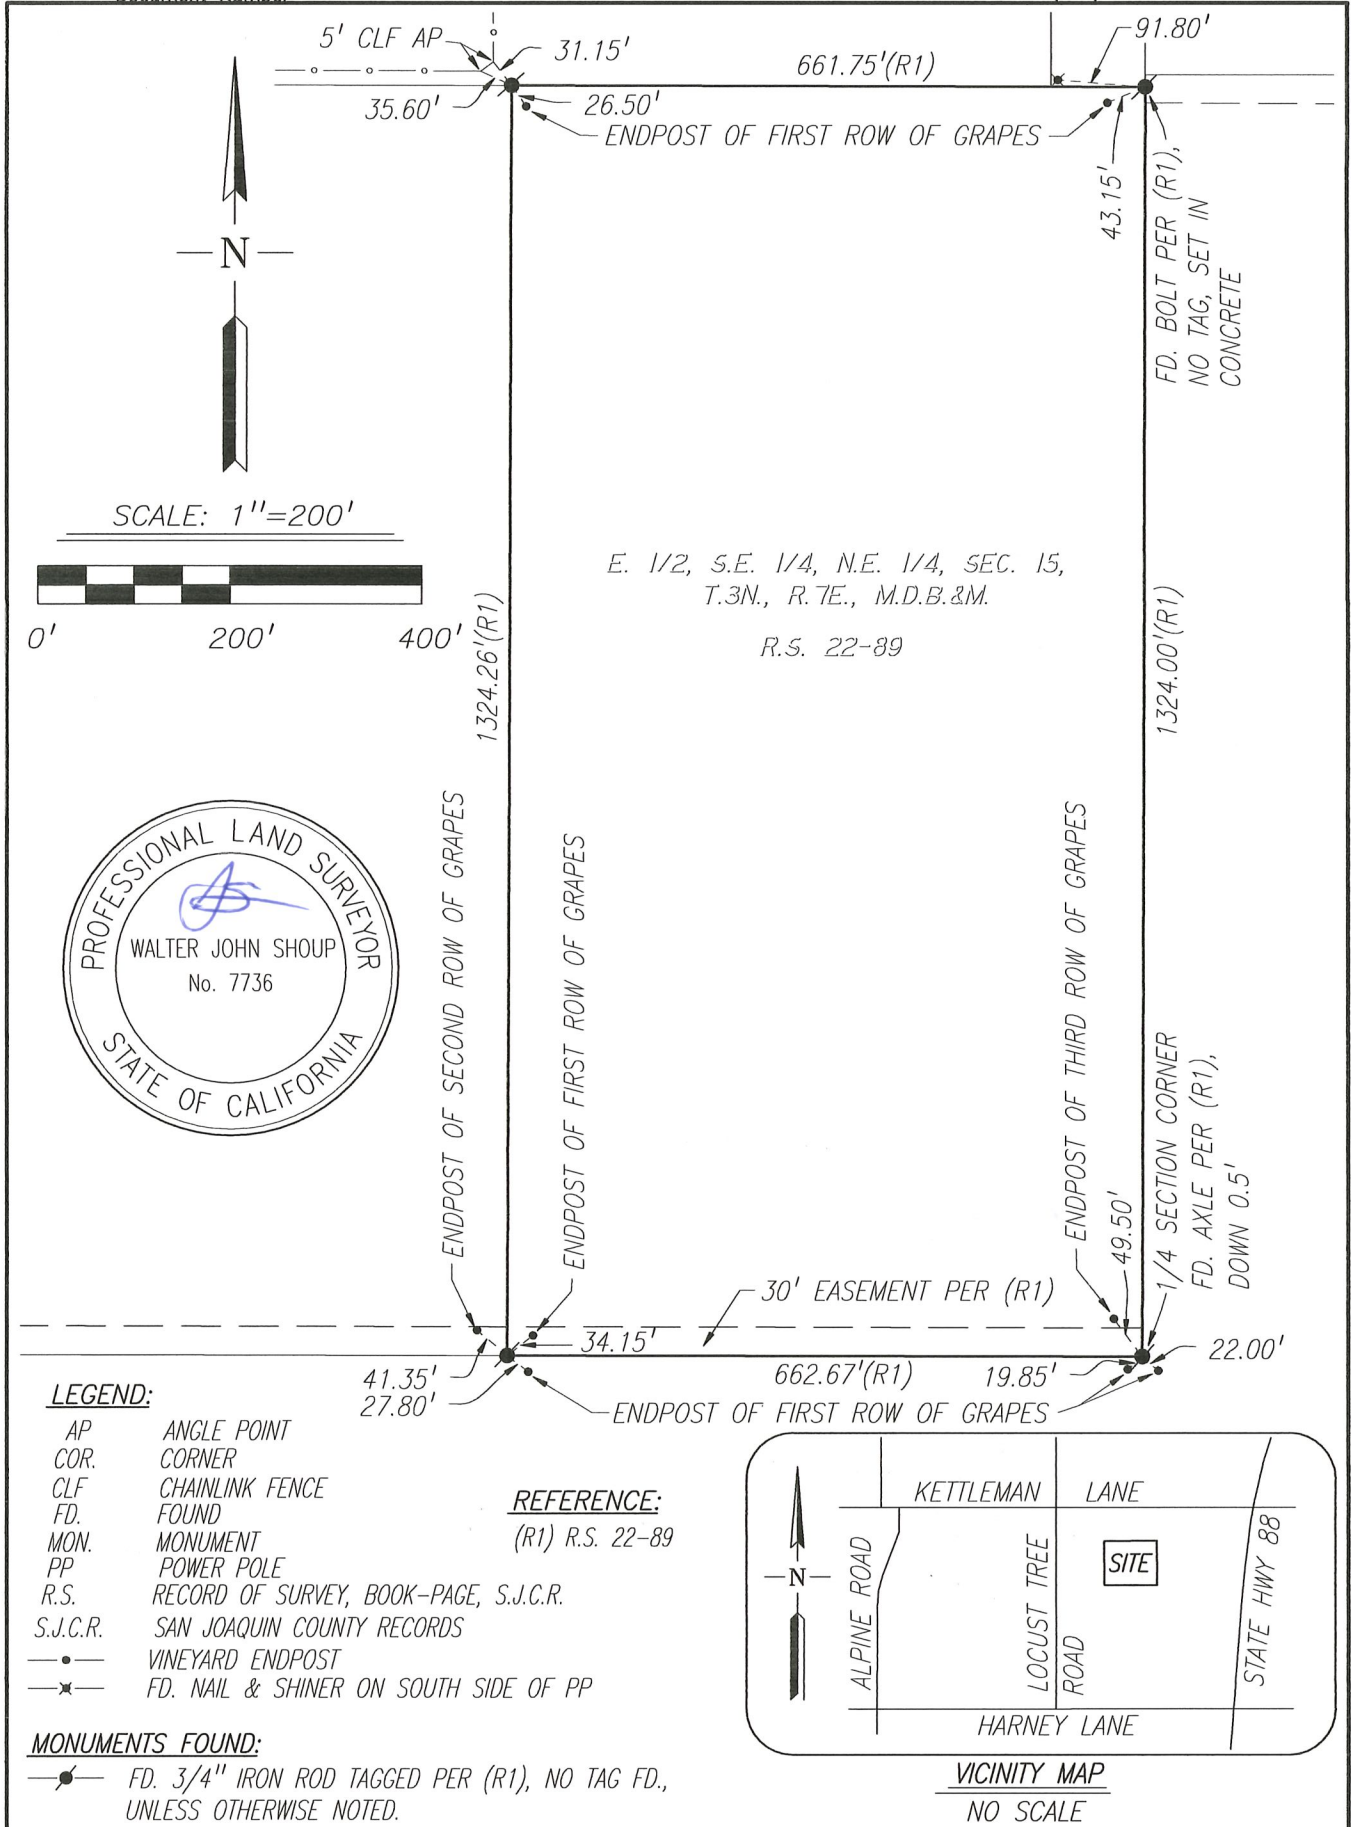 5' CLF AP
31.15'
661.75'(R1)
91.80'
35.60'
26.50'
ENDPOST OF FIRST ROW OF GRAPES
43.15'
FD. BOLT PER (R1),
NO TAG, SET IN
CONCRETE
N
SCALE: 1"=200'
0' 200' 400'
E. 1/2, S.E. 1/4, N.E. 1/4, SEC. 15,
T.3N., R.7E., M.D.B.&M.
R.S. 22-89
1324.26'(R1)
1324.00'(R1)
PROFESSIONAL LAND SURVEYOR
WALTER JOHN SHOUP
No. 7736
STATE OF CALIFORNIA
ENDPOST OF SECOND ROW OF GRAPES
ENDPOST OF FIRST ROW OF GRAPES
ENDPOST OF THIRD ROW OF GRAPES
49.50'
1/4 SECTION CORNER
FD. AXLE PER (R1),
DOWN 0.5'
30' EASEMENT PER (R1)
34.15'
41.35'
27.80'
662.67'(R1)
19.85'
22.00'
ENDPOST OF FIRST ROW OF GRAPES
LEGEND:
AP ANGLE POINT
COR. CORNER
CLF CHAINLINK FENCE
FD. FOUND
MON. MONUMENT
PP POWER POLE
R.S. RECORD OF SURVEY, BOOK-PAGE, S.J.C.R.
S.J.C.R. SAN JOAQUIN COUNTY RECORDS
VINEYARD ENDPOST
FD. NAIL & SHINER ON SOUTH SIDE OF PP
REFERENCE:
(R1) R.S. 22-89
MONUMENTS FOUND:
FD. 3/4" IRON ROD TAGGED PER (R1), NO TAG FD.,
UNLESS OTHERWISE NOTED.
KETTLEMAN LANE
N
ALPINE ROAD
LOCUST TREE
ROAD
SITE
STATE HWY 88
HARNEY LANE
VICINITY MAP
NO SCALE